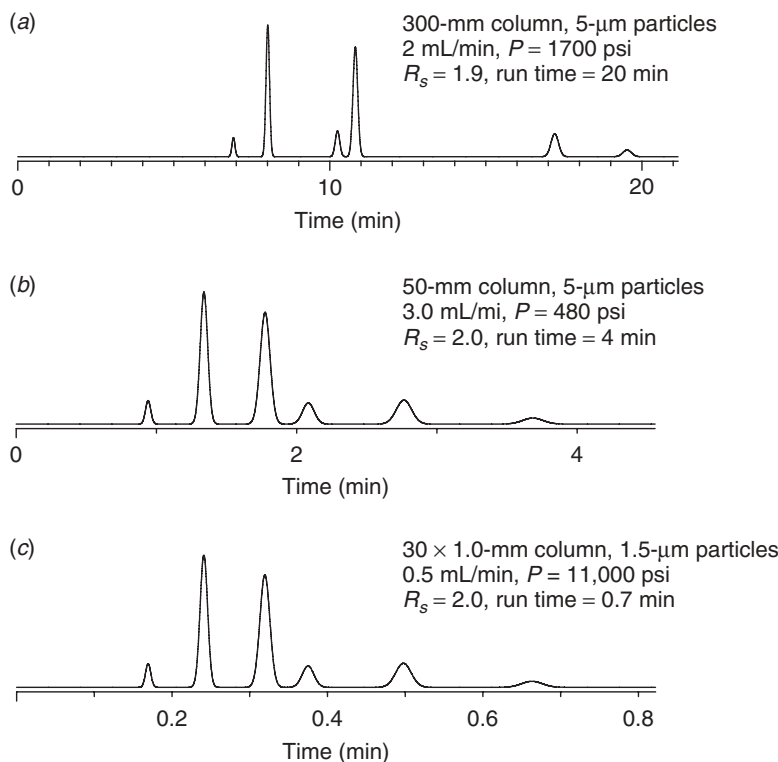 (a)
300-mm column, 5-μm particles
2 mL/min, P = 1700 psi
Rs = 1.9, run time = 20 min
0 10 20
Time (min)
(b)
50-mm column, 5-μm particles
3.0 mL/mi, P = 480 psi
Rs = 2.0, run time = 4 min
0 2 4
Time (min)
(c)
30 × 1.0-mm column, 1.5-μm particles
0.5 mL/min, P = 11,000 psi
Rs = 2.0, run time = 0.7 min
0.2 0.4 0.6 0.8
Time (min)